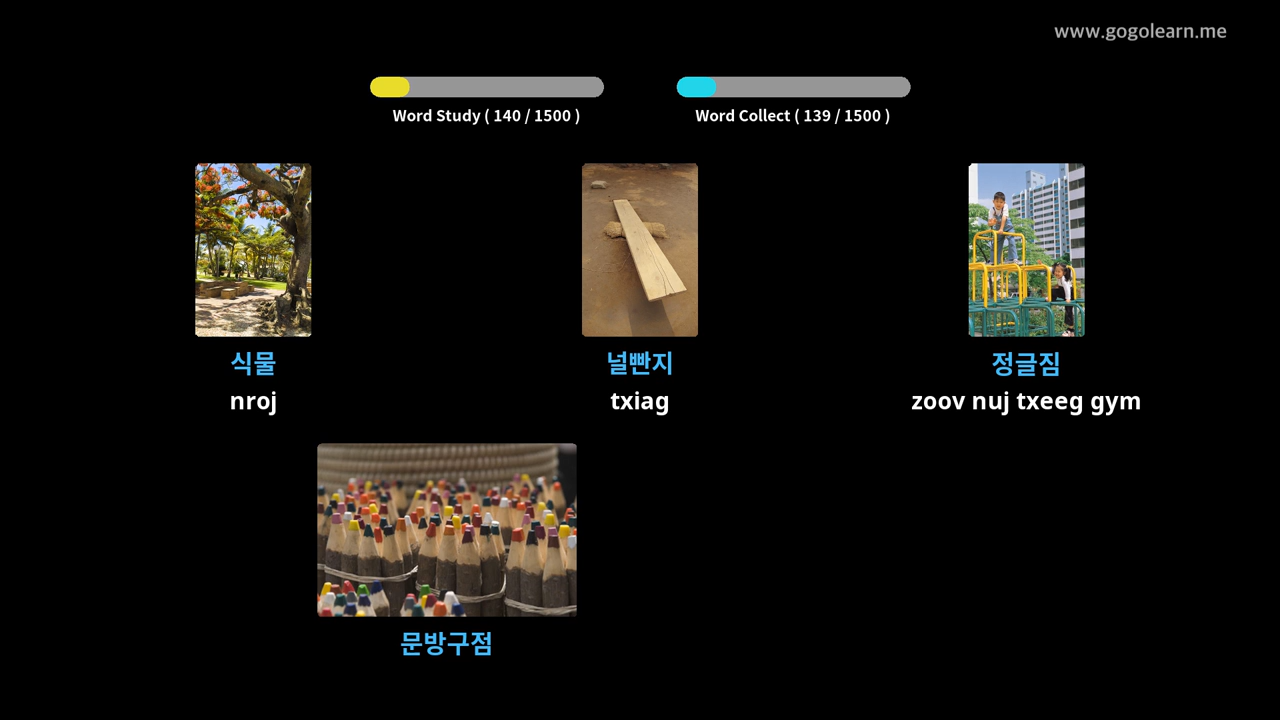 www.gogolearn.me
Word Study ( 140 / 1500 )
Word Collect ( 139 / 1500 )
식물
nroj
널빤지
txiag
정글짐
zoov nuj txeeg gym
문방구점